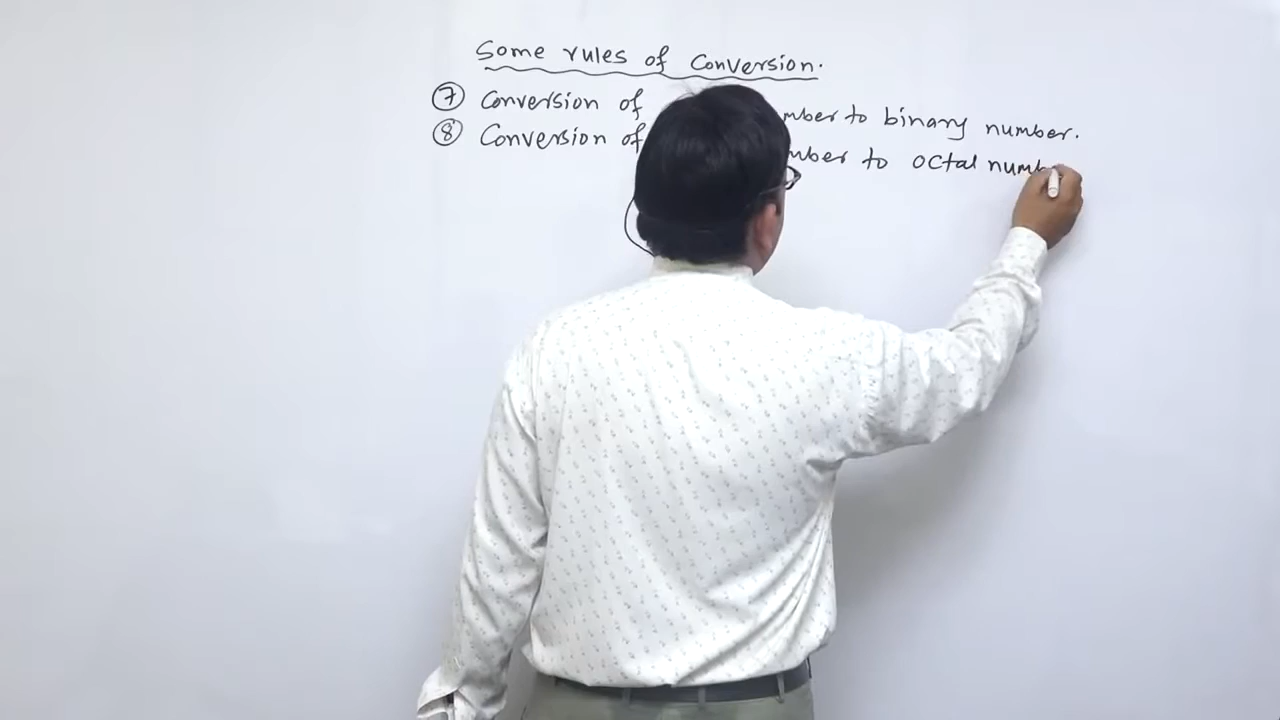 Some rules of Conversion.
⑦ Conversion of mber to binary number.
⑧ Conversion of mber to octal numb